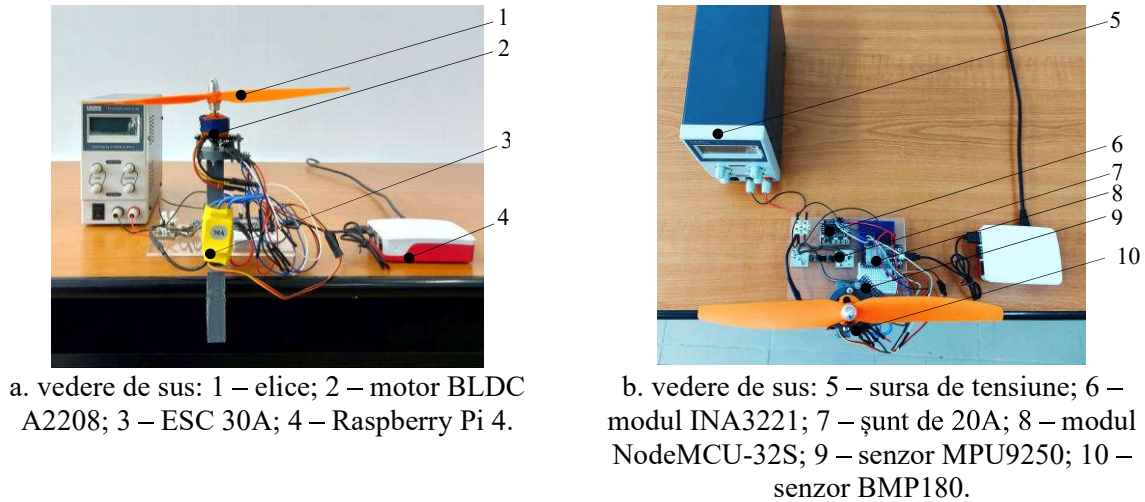 1
2
3
4
30A
a. vedere de sus: 1 – elice; 2 – motor BLDC
A2208; 3 – ESC 30A; 4 – Raspberry Pi 4.
5
6
7
8
9
10
b. vedere de sus: 5 – sursa de tensiune; 6 –
modul INA3221; 7 – șunt de 20A; 8 – modul
NodeMCU-32S; 9 – senzor MPU9250; 10 –
senzor BMP180.